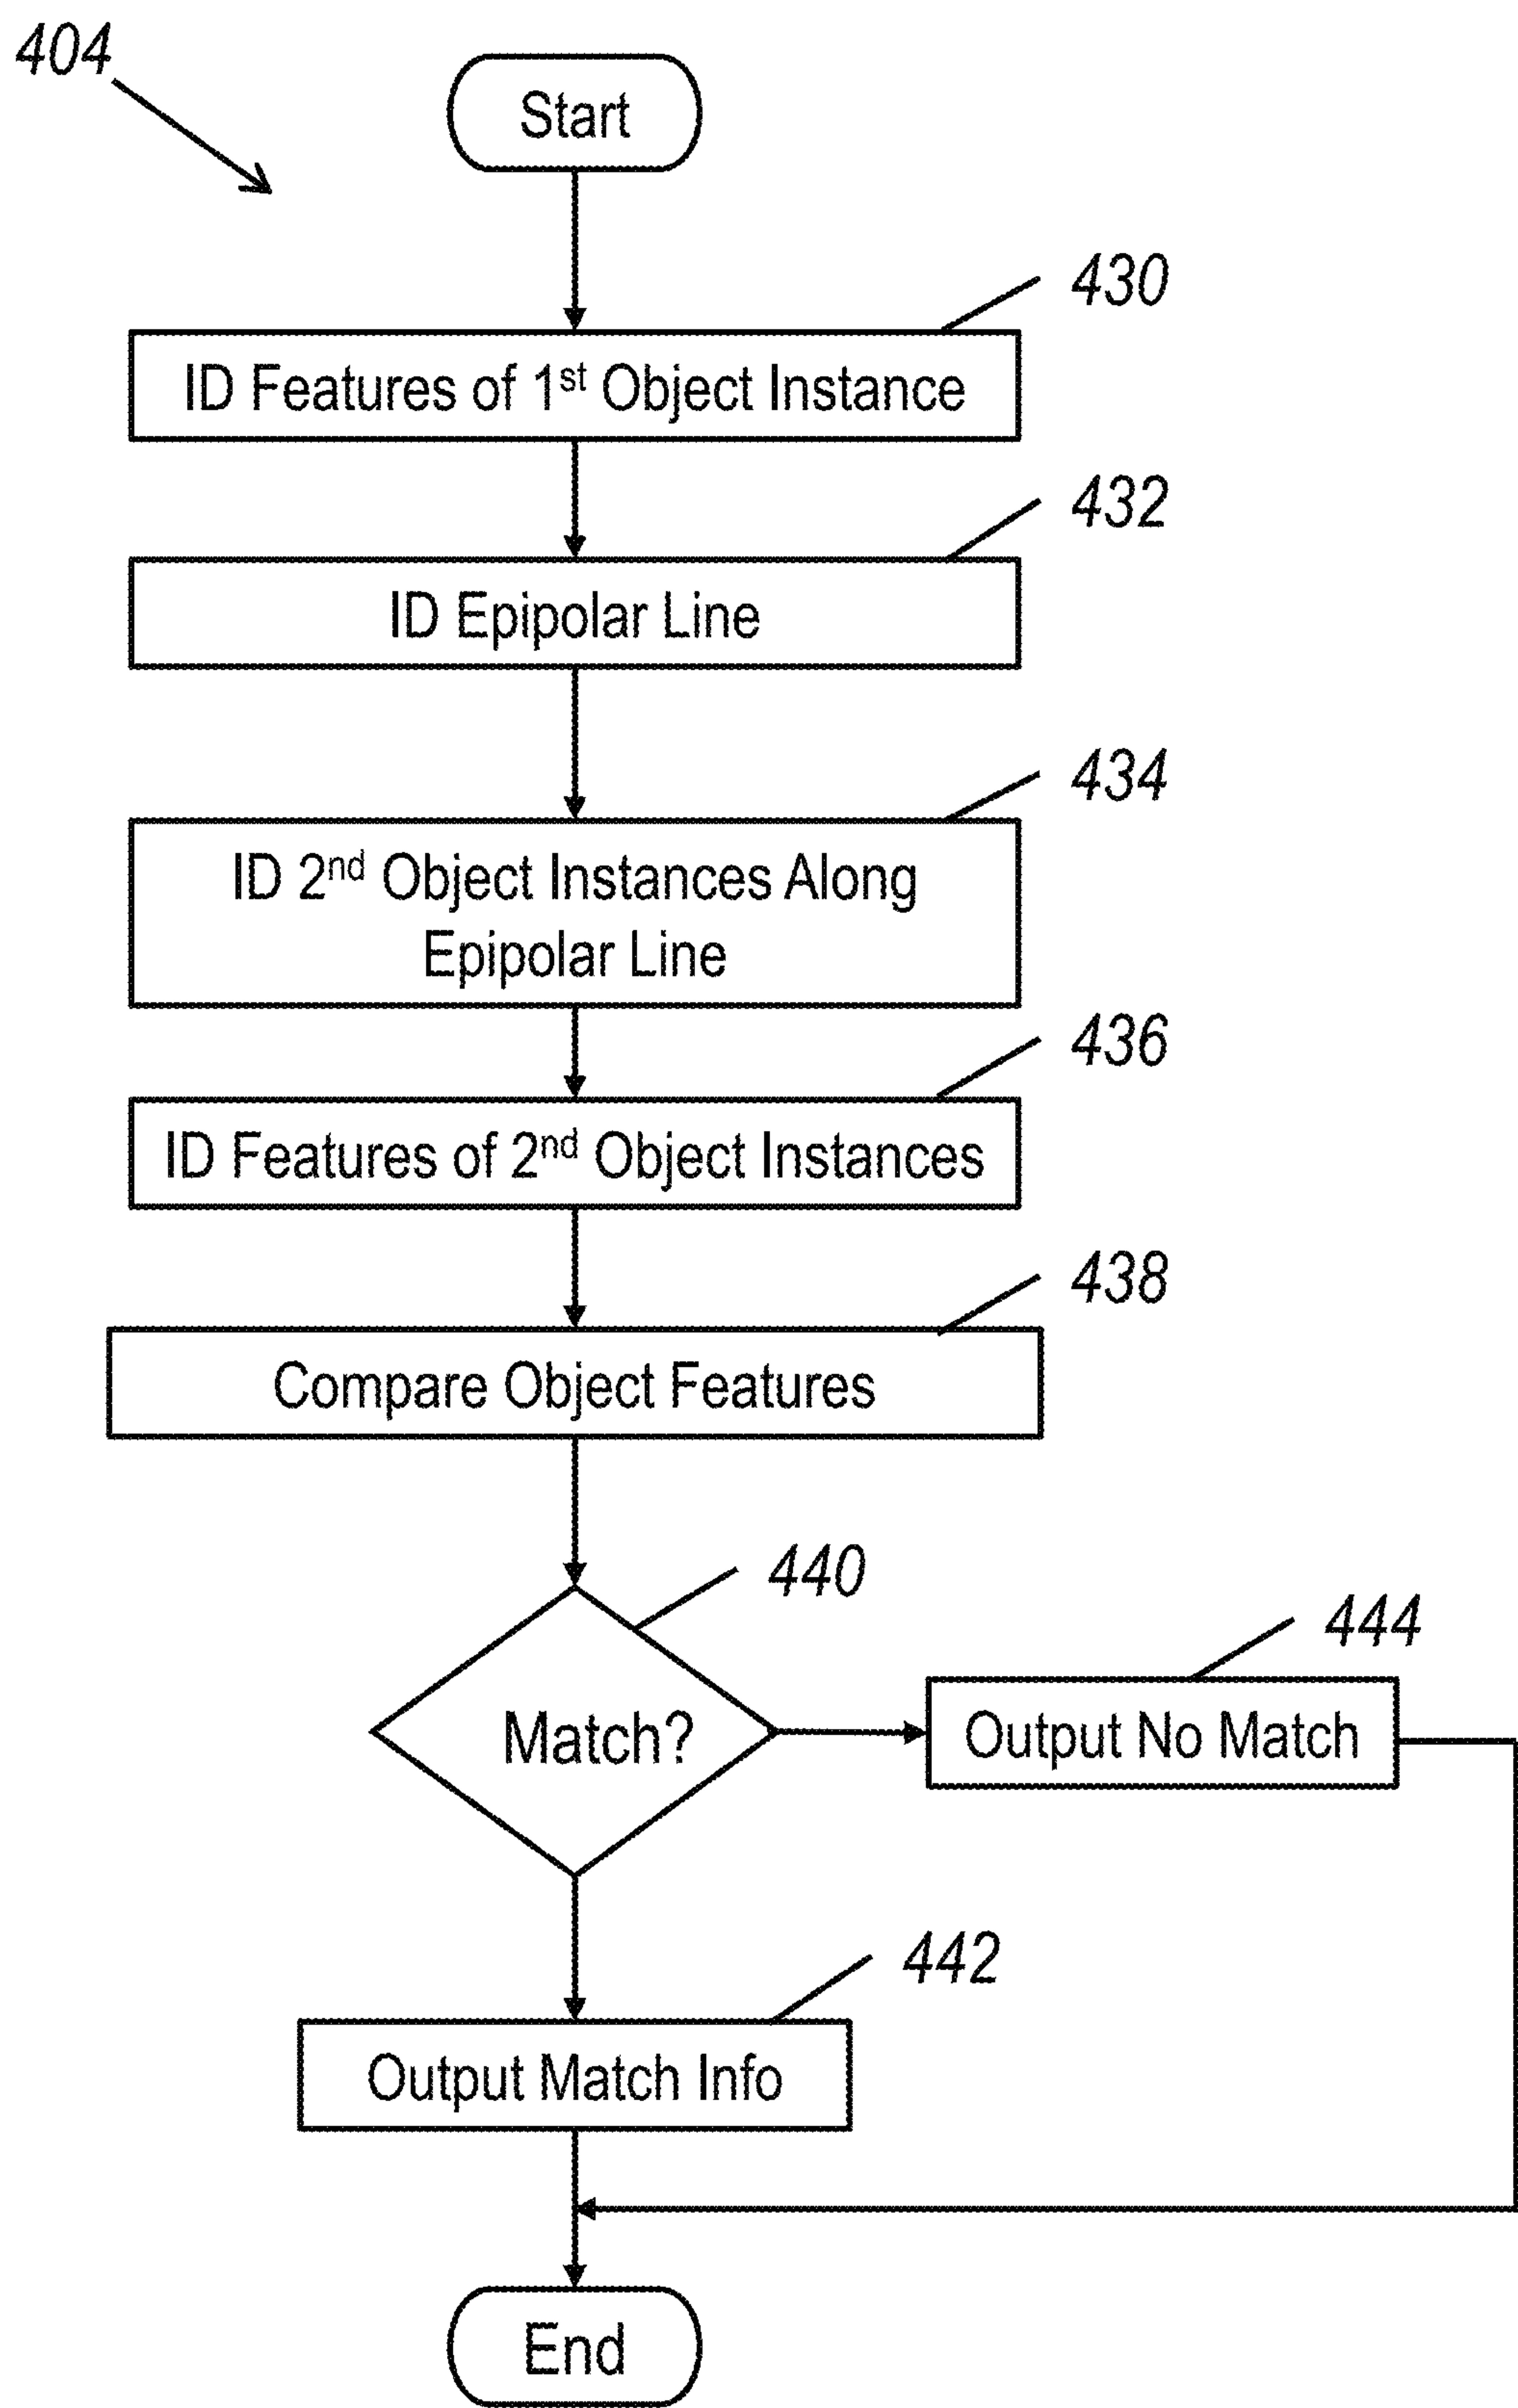 404
Start
430
ID Features of 1st Object Instance
432
ID Epipolar Line
434
ID 2nd Object Instances Along
Epipolar Line
436
ID Features of 2nd Object Instances
438
Compare Object Features
440
444
Match?
Output No Match
442
Output Match Info
End